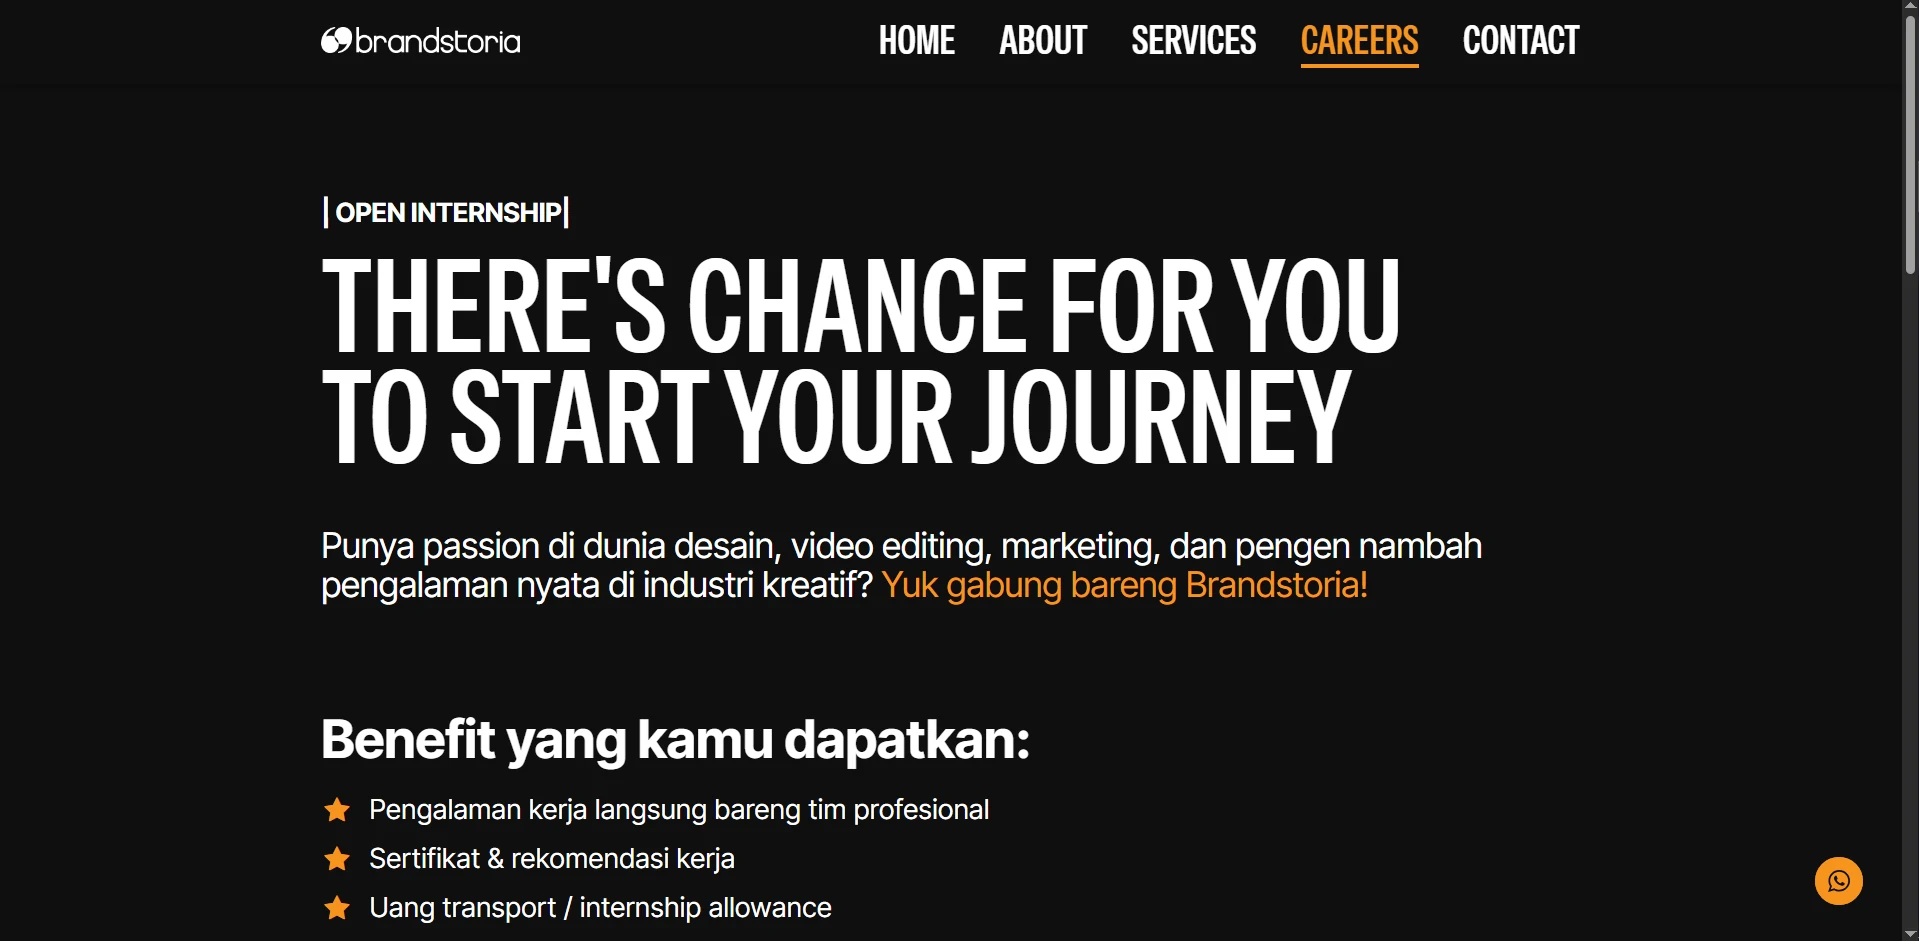 brandstoria
HOME ABOUT SERVICES CAREERS CONTACT
| OPEN INTERNSHIP|
THERE'S CHANCE FOR YOU
TO START YOUR JOURNEY
Punya passion di dunia desain, video editing, marketing, dan pengen nambah
pengalaman nyata di industri kreatif? Yuk gabung bareng Brandstoria!
Benefit yang kamu dapatkan:
Pengalaman kerja langsung bareng tim profesional
Sertifikat & rekomendasi kerja
Uang transport / internship allowance